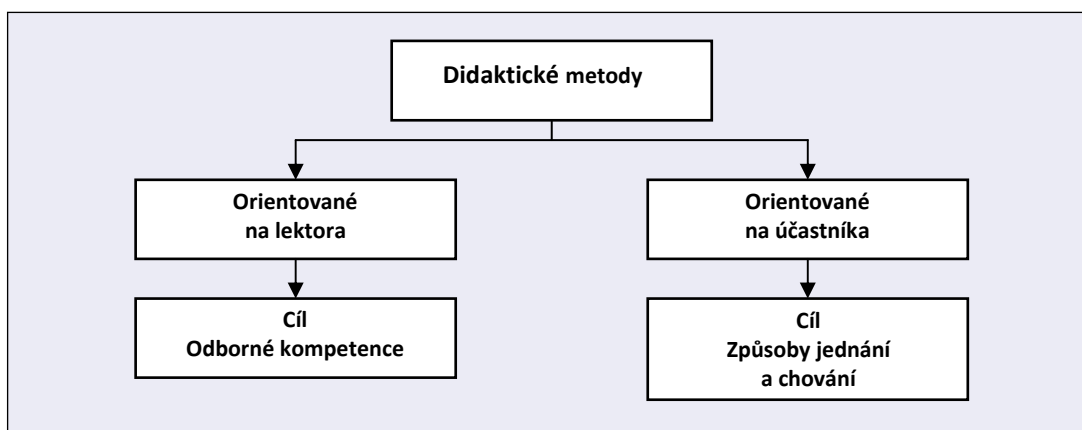 Didaktické metody
Orientované
na lektora
Orientované
na účastníka
Cíl
Odborné kompetence
Cíl
Způsoby jednání
a chování